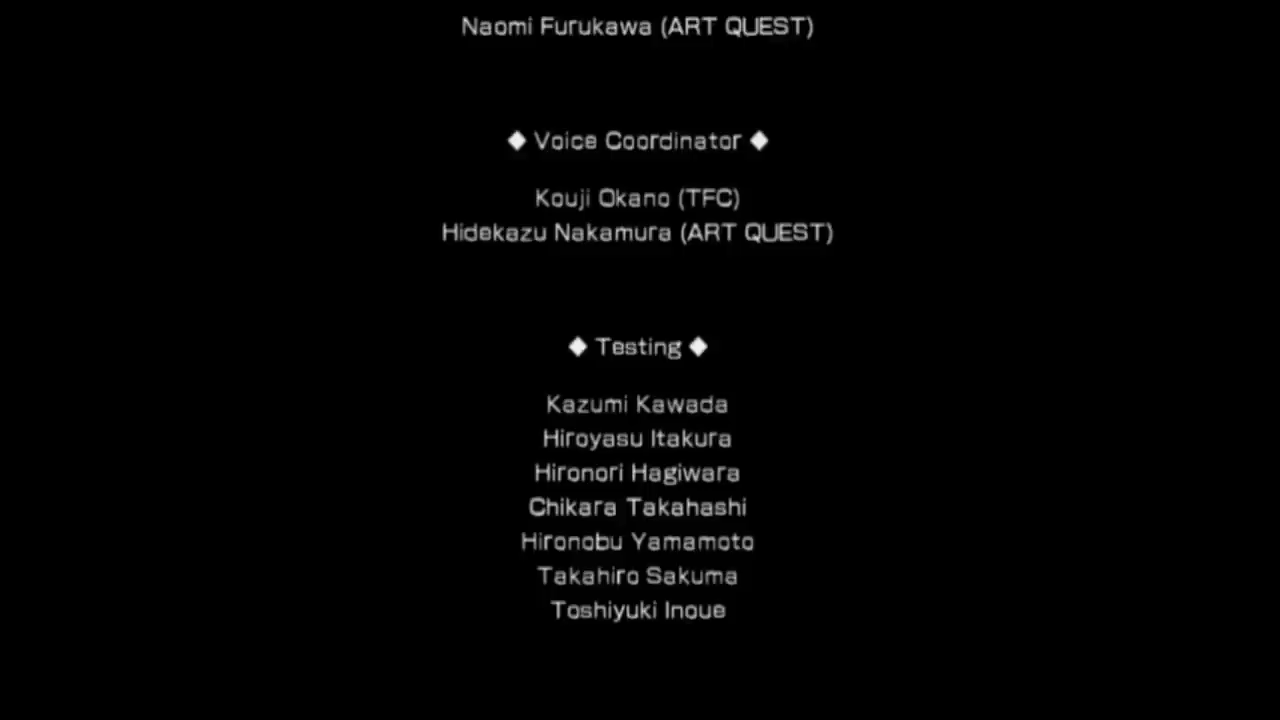 Naomi Furukawa (ART QUEST)
◆ Voice Coordinator ◆
Kouji Okano (TFC)
Hidekazu Nakamura (ART QUEST)
◆ Testing ◆
Kazumi Kawada
Hiroyasu Itakura
Hironori Hagiwara
Chikara Takahashi
Hironobu Yamamoto
Takahiro Sakuma
Toshiyuki Inoue